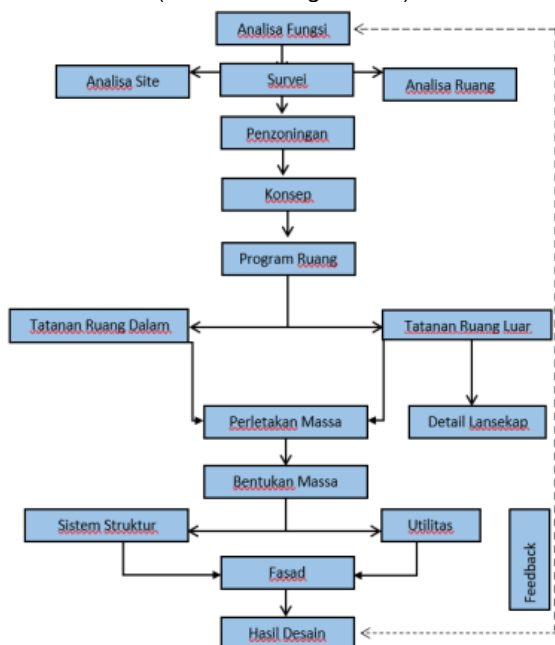 Analisa Fungsi
Analisa Site
Survei
Analisa Ruang
Penzoningan
Konsep
Program Ruang
Tatanan Ruang Dalam
Tatanan Ruang Luar
Perletakan Massa
Detail Lansekap
Bentukan Massa
Sistem Struktur
Utilitas
Feedback
Fasad
Hasil Desain